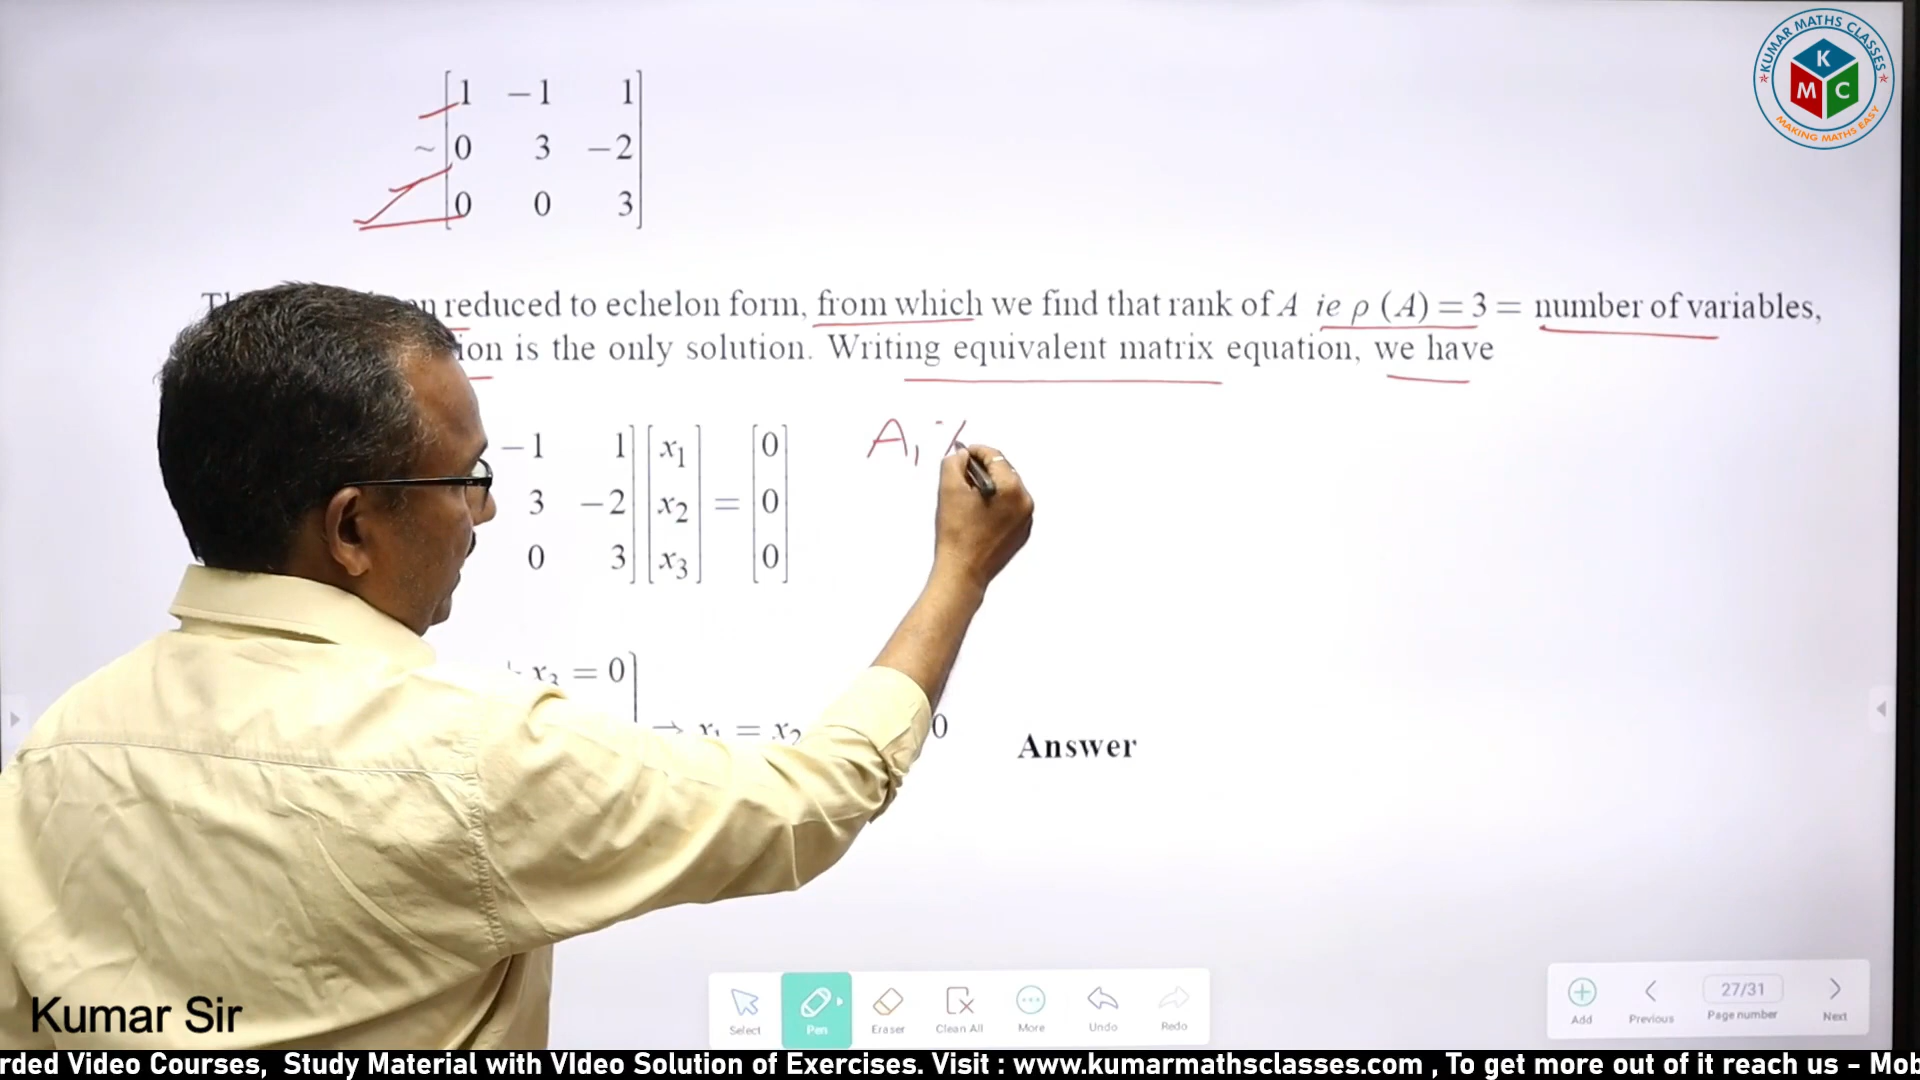 KUMAR MATHS CLASSES
K
M C
MAKING MATHS EASY
1 −1 1
~ 0 3 −2
0 0 3
reduced to echelon form, from which we find that rank of A ie ρ (A) = 3 = number of variables,
is the only solution. Writing equivalent matrix equation, we have
−1 1 x1 0
3 −2 x2 = 0
0 3 x3 0
A1 X
x3 = 0
→ x1 = x2 0
Answer
Kumar Sir
Select Pen Eraser Clean All More Undo Redo
Add Previous 27/31 Page number Next
Video Courses, Study Material with VIdeo Solution of Exercises. Visit : www.kumarmathsclasses.com , To get more out of it reach us -